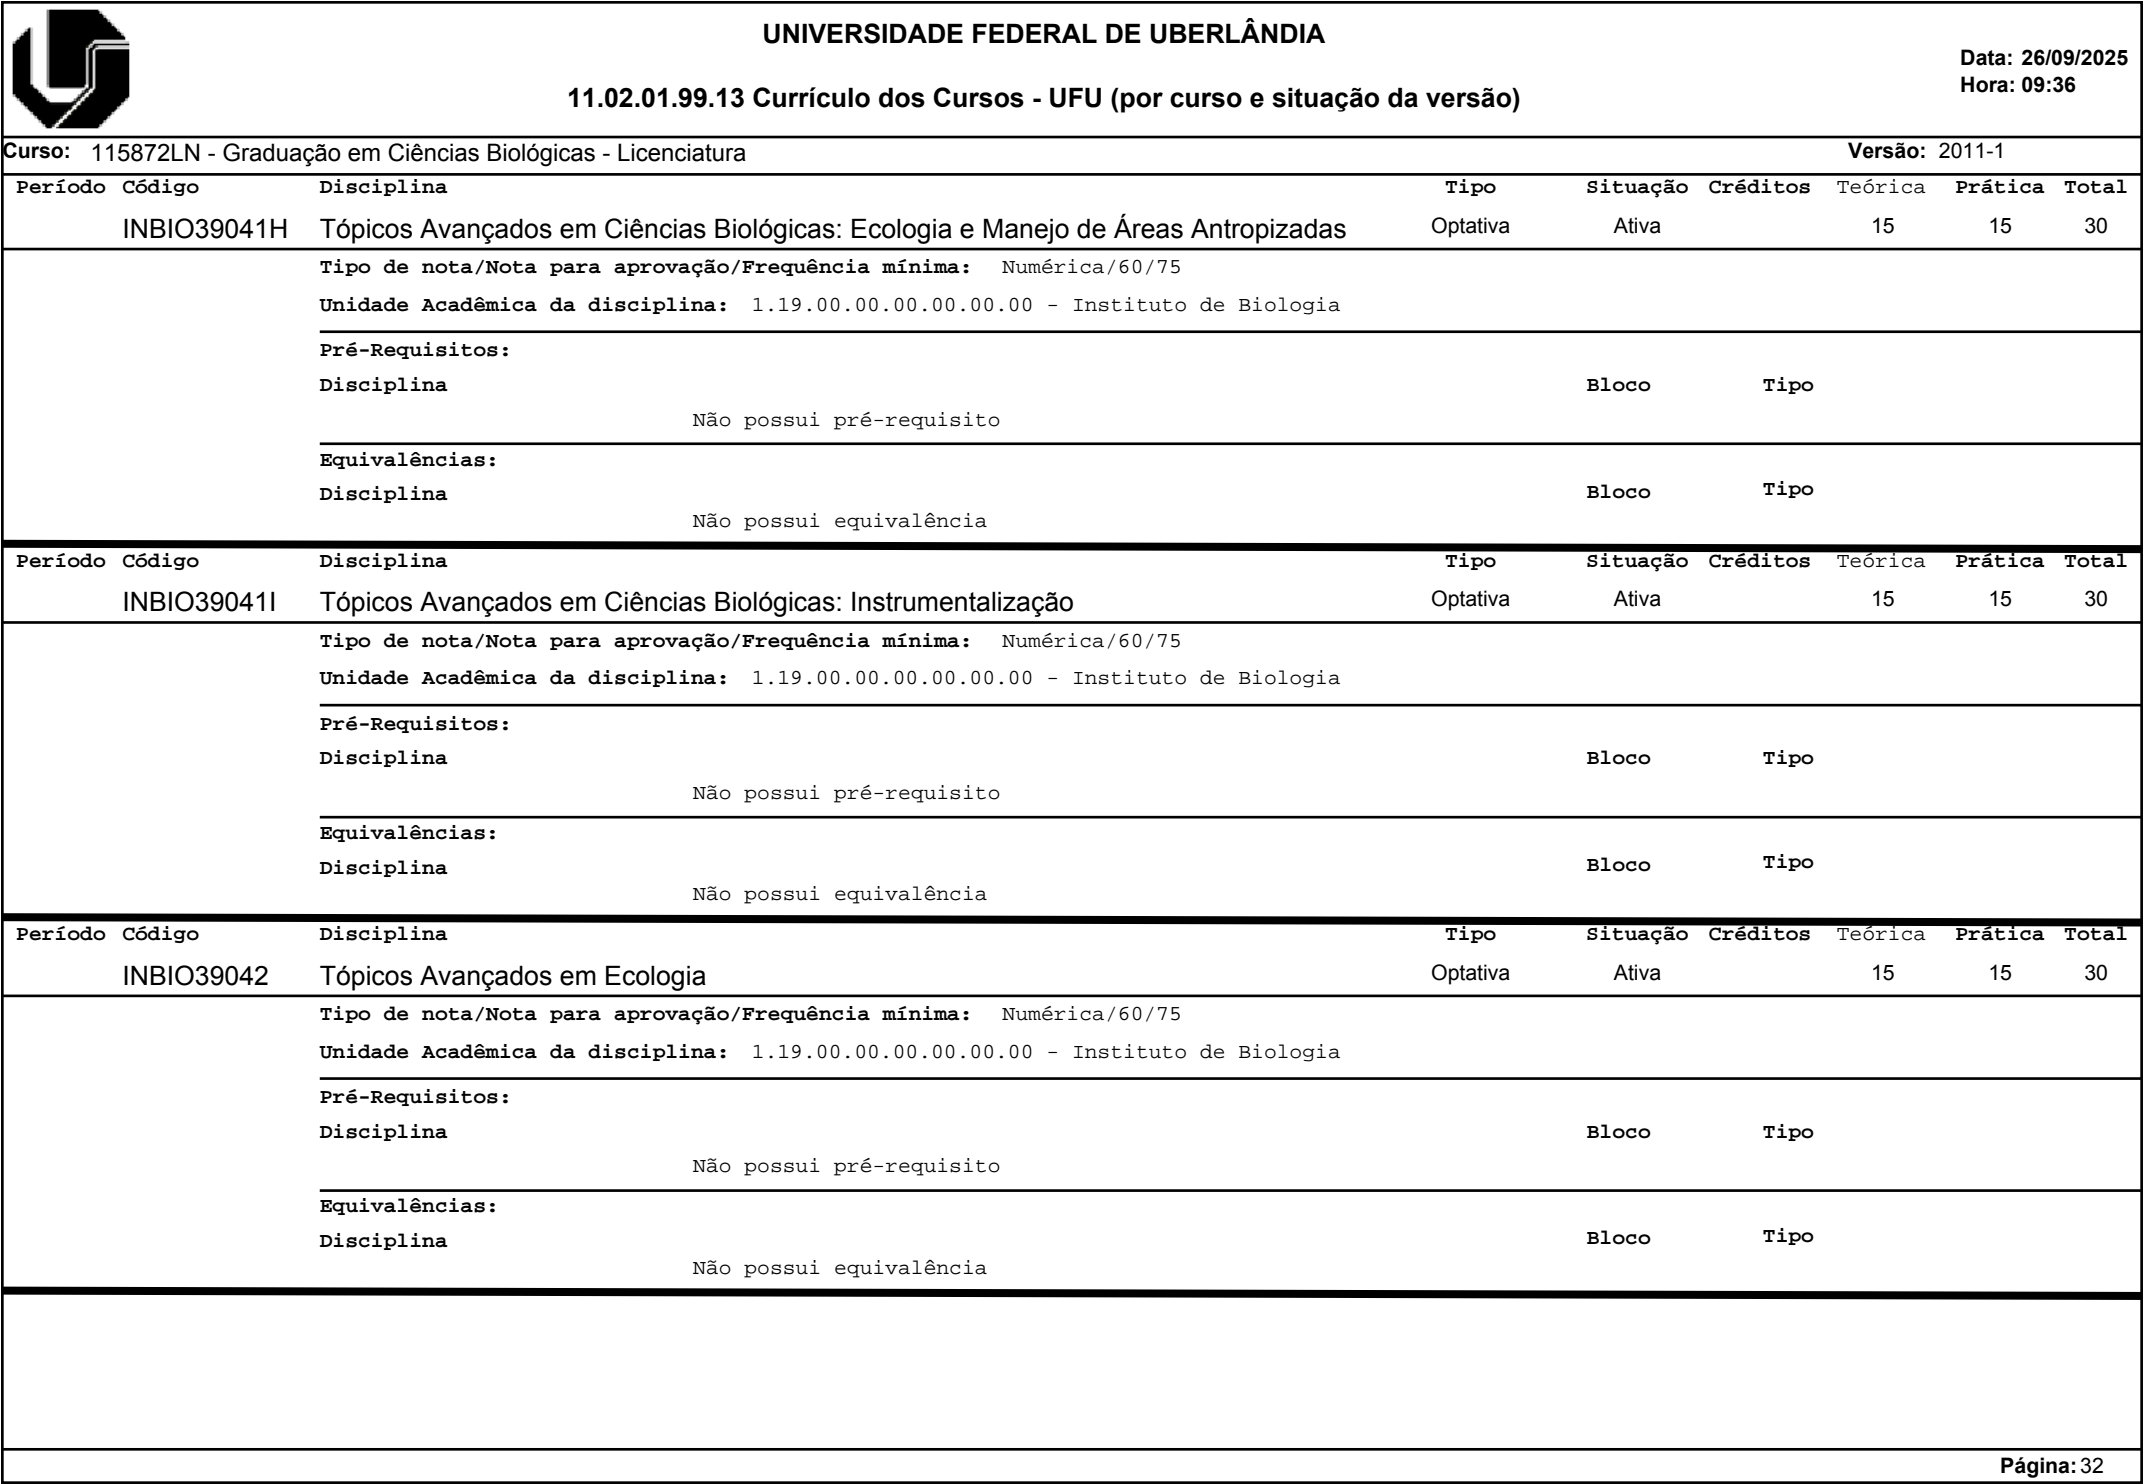 UNIVERSIDADE FEDERAL DE UBERLÂNDIA
Data: 26/09/2025
Hora: 09:36
11.02.01.99.13 Currículo dos Cursos - UFU (por curso e situação da versão)
Curso: 115872LN - Graduação em Ciências Biológicas - Licenciatura Versão: 2011-1
Período Código Disciplina Tipo Situação Créditos Teórica Prática Total
INBIO39041H Tópicos Avançados em Ciências Biológicas: Ecologia e Manejo de Áreas Antropizadas Optativa Ativa 15 15 30
Tipo de nota/Nota para aprovação/Frequência mínima: Numérica/60/75
Unidade Acadêmica da disciplina: 1.19.00.00.00.00.00.00 - Instituto de Biologia
Pré-Requisitos:
Disciplina Bloco Tipo
Não possui pré-requisito
Equivalências:
Disciplina Bloco Tipo
Não possui equivalência
Período Código Disciplina Tipo Situação Créditos Teórica Prática Total
INBIO39041I Tópicos Avançados em Ciências Biológicas: Instrumentalização Optativa Ativa 15 15 30
Tipo de nota/Nota para aprovação/Frequência mínima: Numérica/60/75
Unidade Acadêmica da disciplina: 1.19.00.00.00.00.00.00 - Instituto de Biologia
Pré-Requisitos:
Disciplina Bloco Tipo
Não possui pré-requisito
Equivalências:
Disciplina Bloco Tipo
Não possui equivalência
Período Código Disciplina Tipo Situação Créditos Teórica Prática Total
INBIO39042 Tópicos Avançados em Ecologia Optativa Ativa 15 15 30
Tipo de nota/Nota para aprovação/Frequência mínima: Numérica/60/75
Unidade Acadêmica da disciplina: 1.19.00.00.00.00.00.00 - Instituto de Biologia
Pré-Requisitos:
Disciplina Bloco Tipo
Não possui pré-requisito
Equivalências:
Disciplina Bloco Tipo
Não possui equivalência
Página: 32